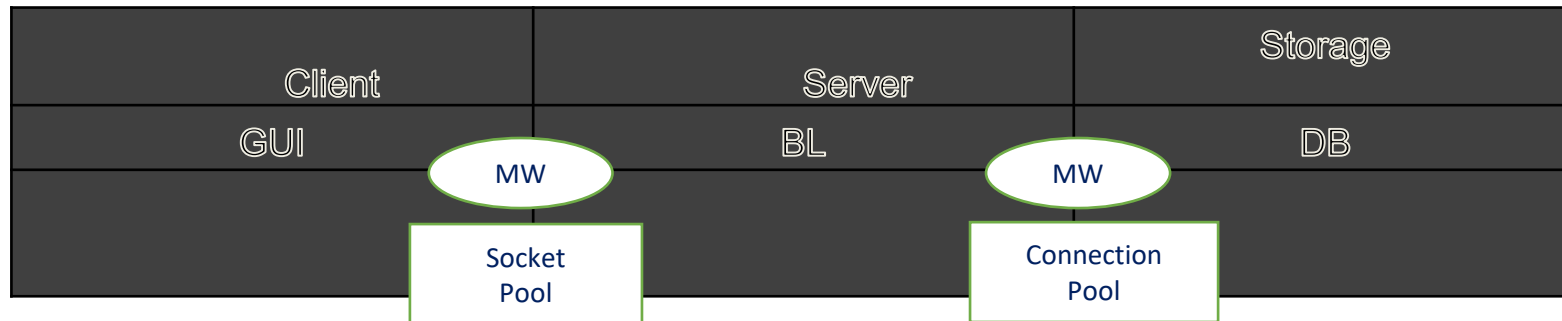 Client
Server
Storage
GUI
BL
DB
MW
MW
Socket
Pool
Connection
Pool